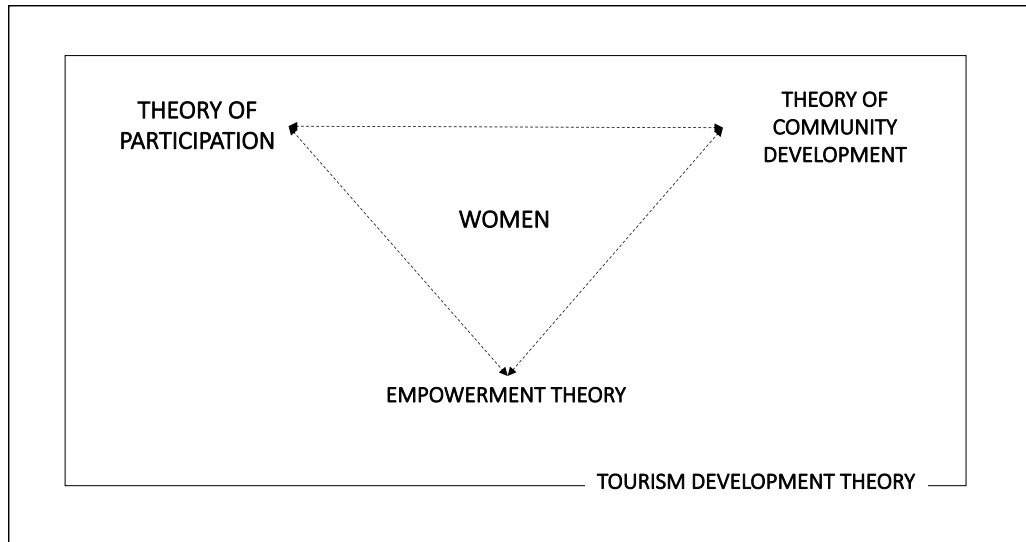 THEORY OF
PARTICIPATION
THEORY OF
COMMUNITY
DEVELOPMENT
WOMEN
EMPOWERMENT THEORY
TOURISM DEVELOPMENT THEORY